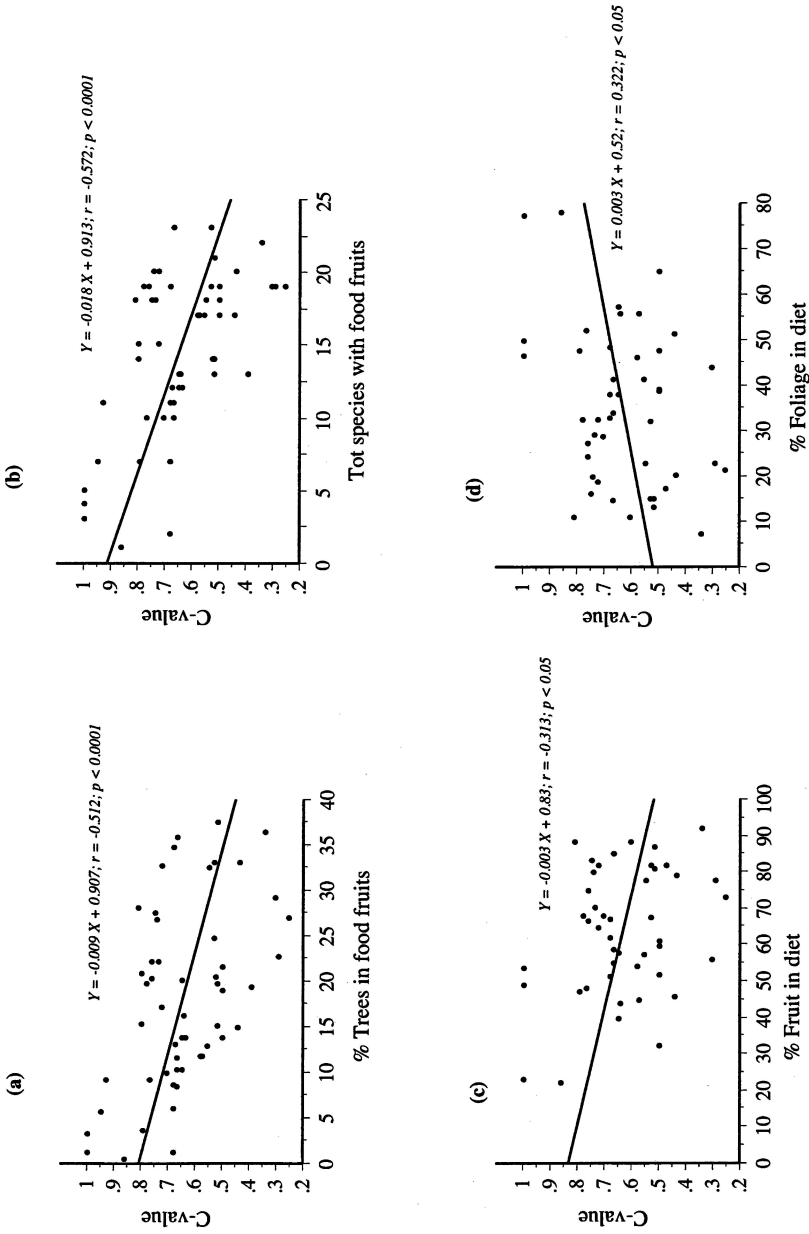 (a)
Y = -0.009 X + 0.907; r = -0.512; p < 0.0001
C-value
1
.9
.8
.7
.6
.5
.4
.3
.2
0 5 10 15 20 25 30 35 40
% Trees in food fruits
(b)
Y = -0.018 X + 0.913; r = -0.572; p < 0.0001
C-value
1
.9
.8
.7
.6
.5
.4
.3
.2
0 5 10 15 20 25
Tot species with food fruits
(c)
Y = -0.003 X + 0.83; r = -0.313; p < 0.05
C-value
1
.9
.8
.7
.6
.5
.4
.3
.2
0 10 20 30 40 50 60 70 80 90 100
% Fruit in diet
(d)
Y = 0.003 X + 0.52; r = 0.322; p < 0.05
C-value
1
.9
.8
.7
.6
.5
.4
.3
.2
0 10 20 30 40 50 60 70 80
% Foliage in diet